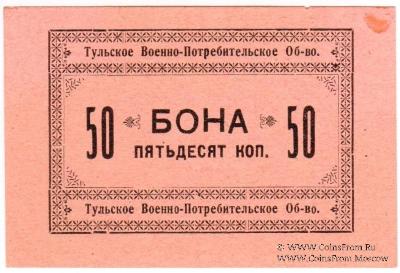 Тульское Военно-Потребительское Об-во.
50 БОНА 50
ПЯТЬДЕСЯТ КОП.
Тульское Военно-Потребительское Об-во.
© WWW.CoinsFrom.Ru
WWW.CoinsFrom.Moscow